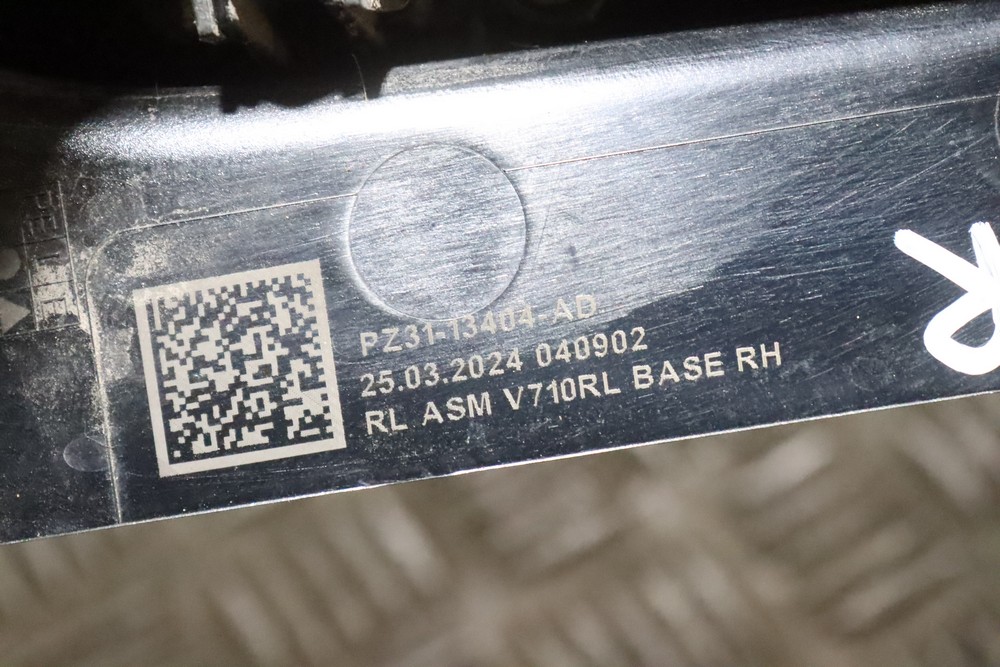 PZ31-13404-AD
25.03.2024 040902
RL ASM V710RL BASE RH
R